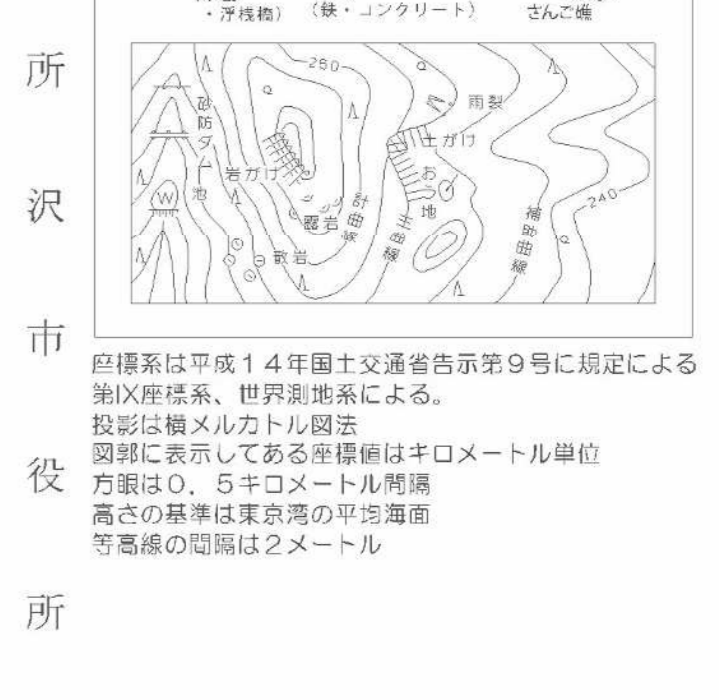 ・浮桟橋)
(鉄・コンクリート)
さんご礁
260
雨裂
砂防ダム
土がけ
岩がけ
お う 地
池
W
計曲線
240
露岩
主曲線
補助曲線
散岩
座標系は平成14年国土交通省告示第9号に規定による
第IX座標系、世界測地系による。
投影は横メルカトル図法
図郭に表示してある座標値はキロメートル単位
方眼は0.5キロメートル間隔
高さの基準は東京湾の平均海面
等高線の間隔は2メートル
所沢市役所